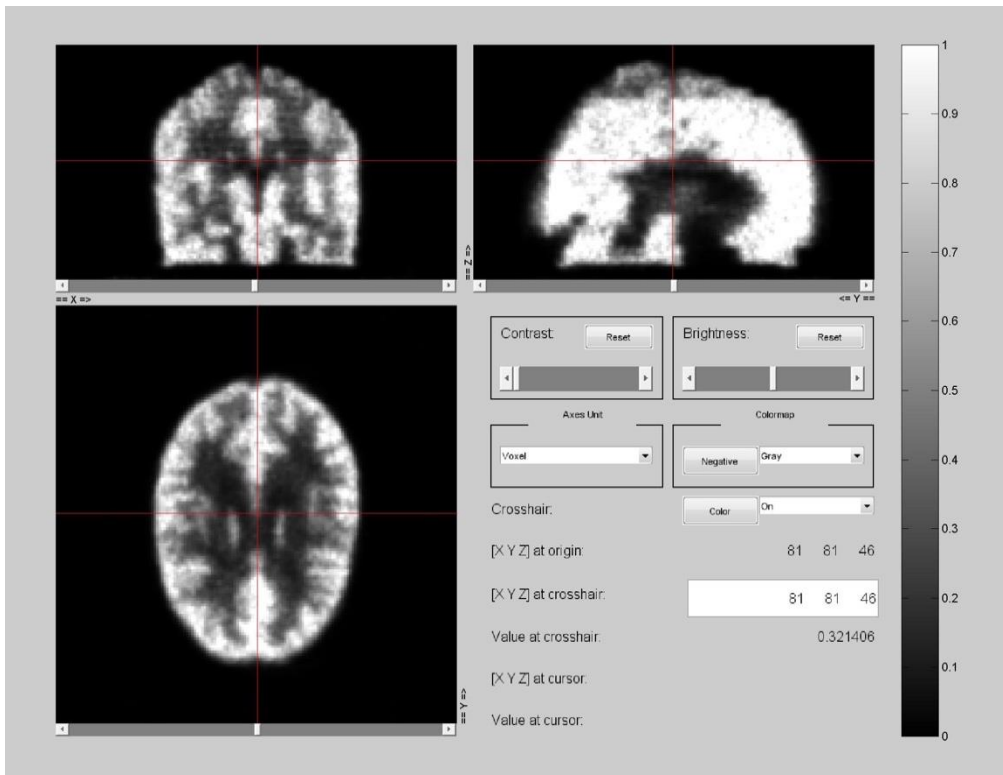 == Z =>
== X =>
<= Y ==
== Y =>
Contrast:
Reset
Brightness:
Reset
Axes Unit
Voxel
Colormap
Negative
Gray
Crosshair:
Color
On
[X Y Z] at origin:
81 81 46
[X Y Z] at crosshair:
81 81 46
Value at crosshair:
0.321406
[X Y Z] at cursor:
Value at cursor:
1
0.9
0.8
0.7
0.6
0.5
0.4
0.3
0.2
0.1
0